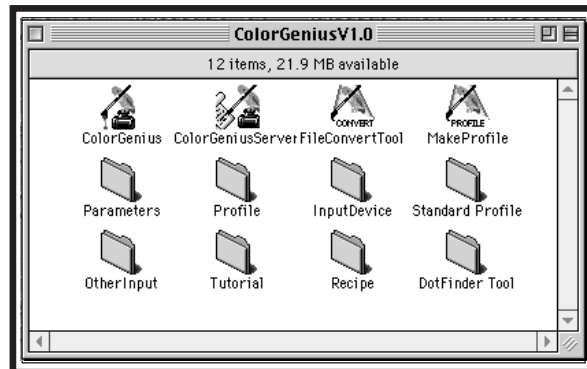 ColorGeniusV1.0
12 items, 21.9 MB available
CONVERT PROFILE
ColorGenius ColorGeniusServer FileConvertTool MakeProfile
Parameters Profile InputDevice Standard Profile
OtherInput Tutorial Recipe DotFinder Tool